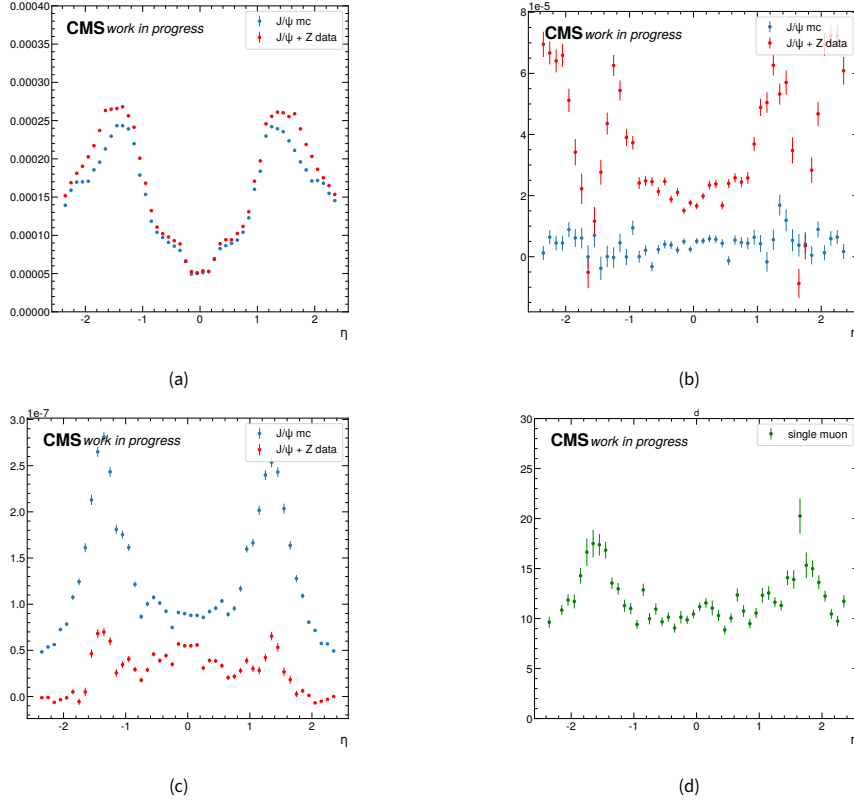 0.00040
0.00035
0.00030
0.00025
0.00020
0.00015
0.00010
0.00005
0.00000
CMS work in progress
J/ψ mc
J/ψ + Z data
-2 -1 0 1 2
η
(a)
1e-5
8
6
4
2
0
CMS work in progress
J/ψ mc
J/ψ + Z data
-2 -1 0 1 2
(b)
1e-7
3.0
2.5
2.0
1.5
1.0
0.5
0.0
CMS work in progress
J/ψ mc
J/ψ + Z data
-2 -1 0 1 2
η
(c)
d
30
25
20
15
10
5
0
CMS work in progress
single muon
-2 -1 0 1 2
(d)